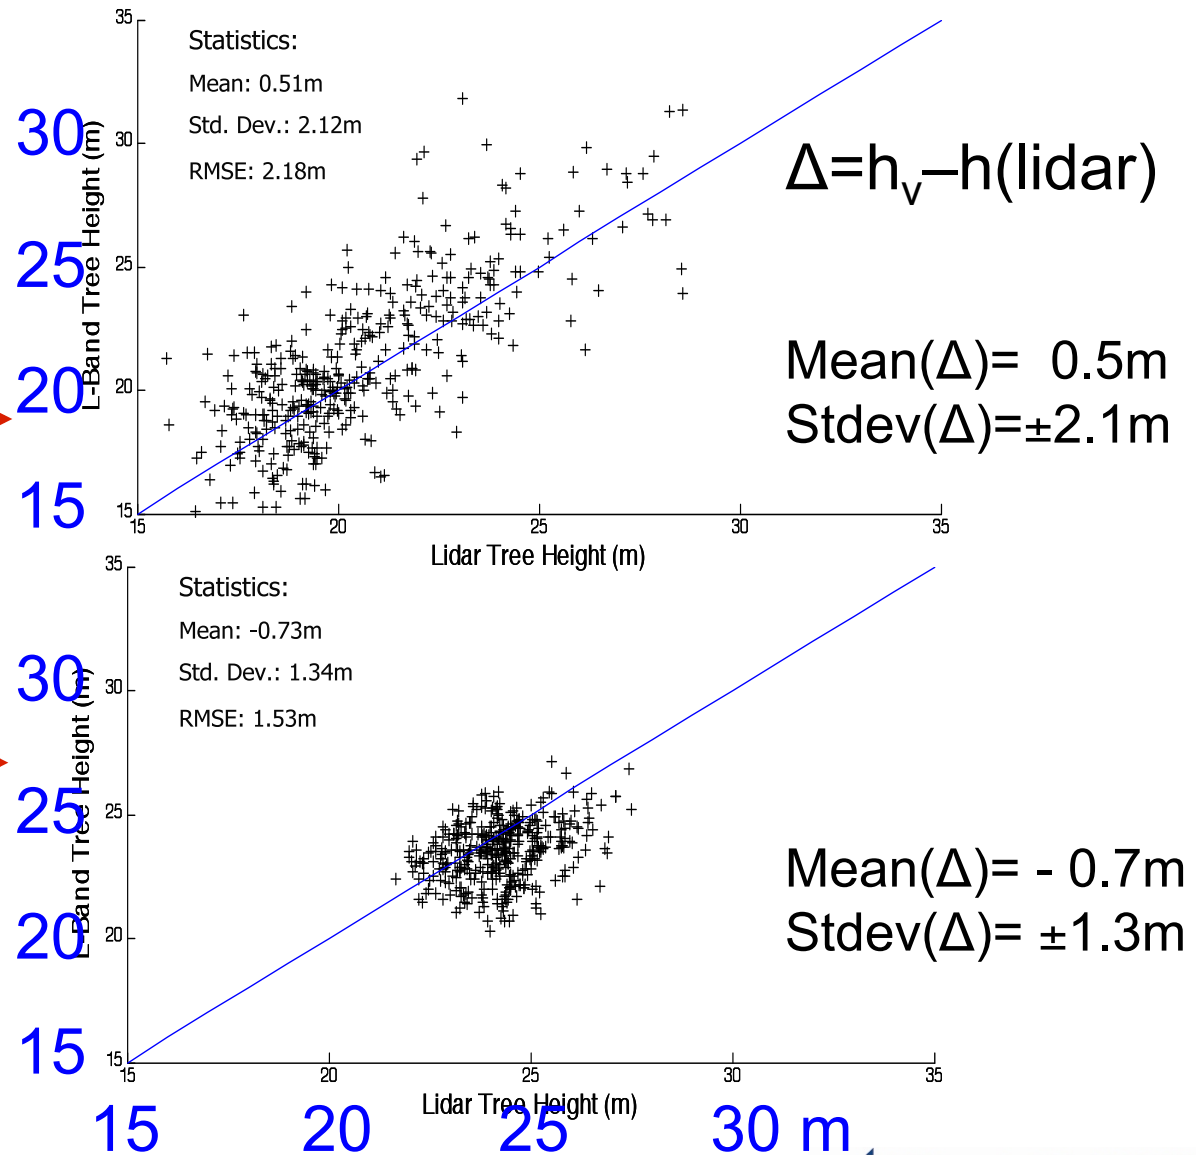 35
Statistics:
Mean: 0.51m
Std. Dev.: 2.12m
RMSE: 2.18m
30
30
25
25
20
20
15
15
L-Band Tree Height (m)
15 20 25 30 35
Lidar Tree Height (m)
Δ=hv–h(lidar)
Mean(Δ)= 0.5m
Stdev(Δ)=±2.1m
35
Statistics:
Mean: -0.73m
Std. Dev.: 1.34m
RMSE: 1.53m
30
30
25
25
20
20
15
15
L-Band Tree Height (m)
15 20 25 30 35
Lidar Tree Height (m)
15 20 25 30 m
Mean(Δ)= - 0.7m
Stdev(Δ)= ±1.3m